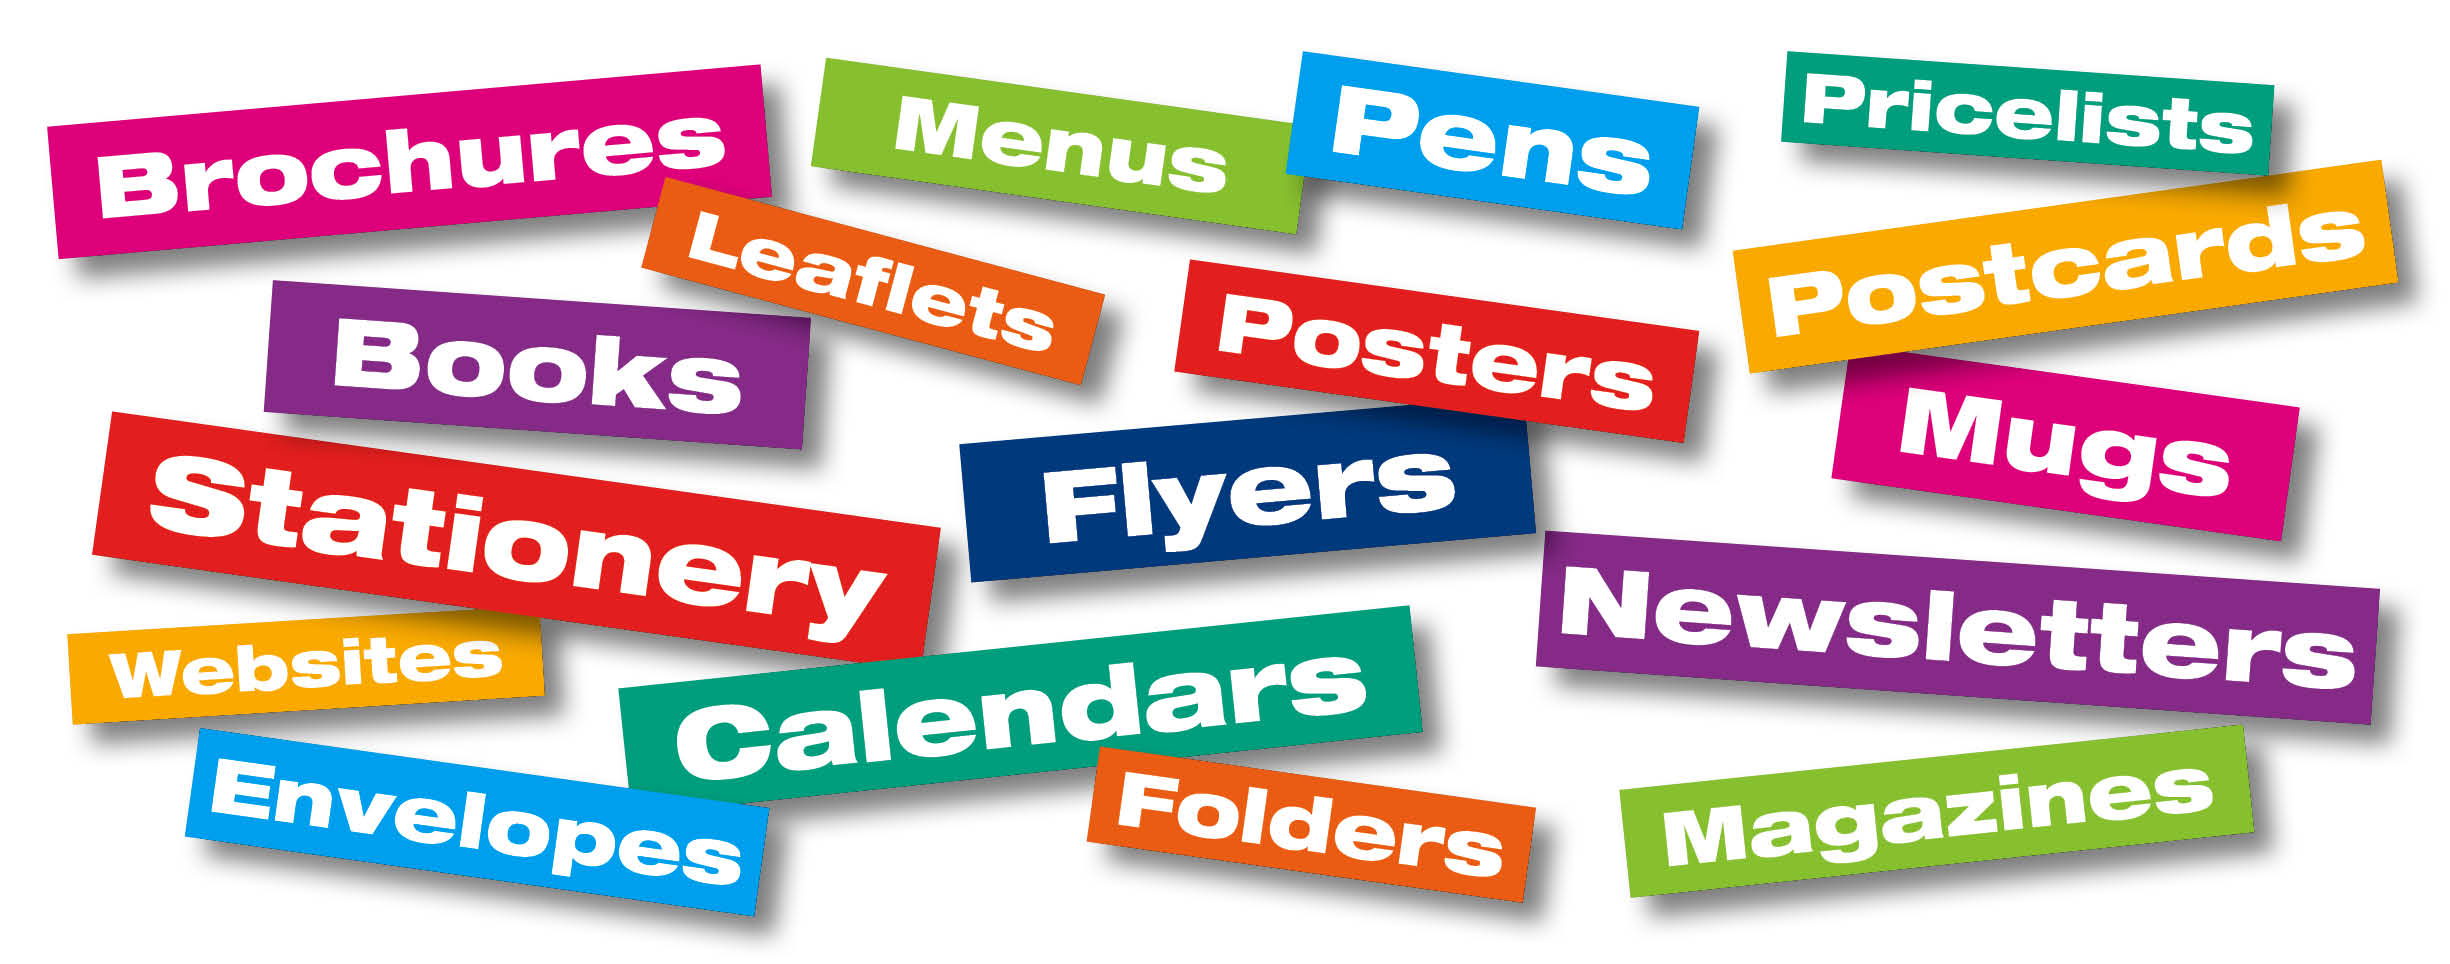 Brochures
Menus
Pens
Pricelists
Leaflets
Postcards
Books
Posters
Mugs
Stationery
Flyers
Newsletters
Websites
Calendars
Envelopes
Folders
Magazines